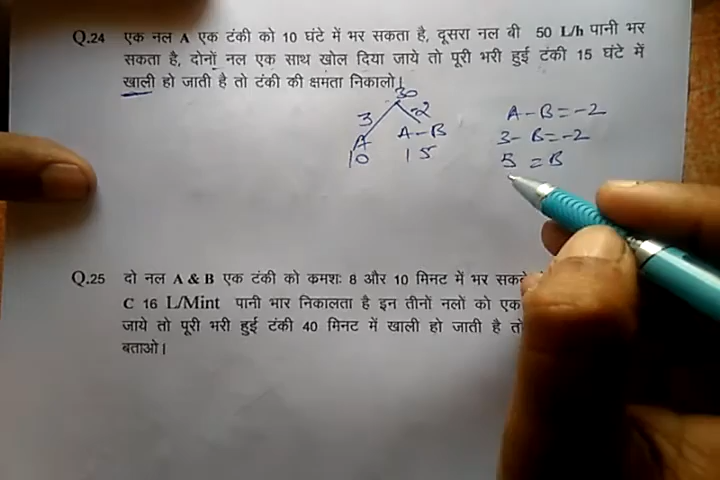 Q.24 एक नल A एक टंकी को 10 घंटे में भर सकता है, दूसरा नल बी 50 L/h पानी भर
सकता है, दोनों नल एक साथ खोल दिया जाये तो पूरी भरी हुई टंकी 15 घंटे में
खाली हो जाती है तो टंकी की क्षमता निकालो।
30
3 -2
A A-B
10 15
A-B=-2
3-B=-2
5=B
Q.25 दो नल A & B एक टंकी को कमशः 8 और 10 मिनट में भर सकते
C 16 L/Mint पानी भार निकालता है इन तीनों नलों को एक
जाये तो पूरी भरी हुई टंकी 40 मिनट में खाली हो जाती है
बताओ।